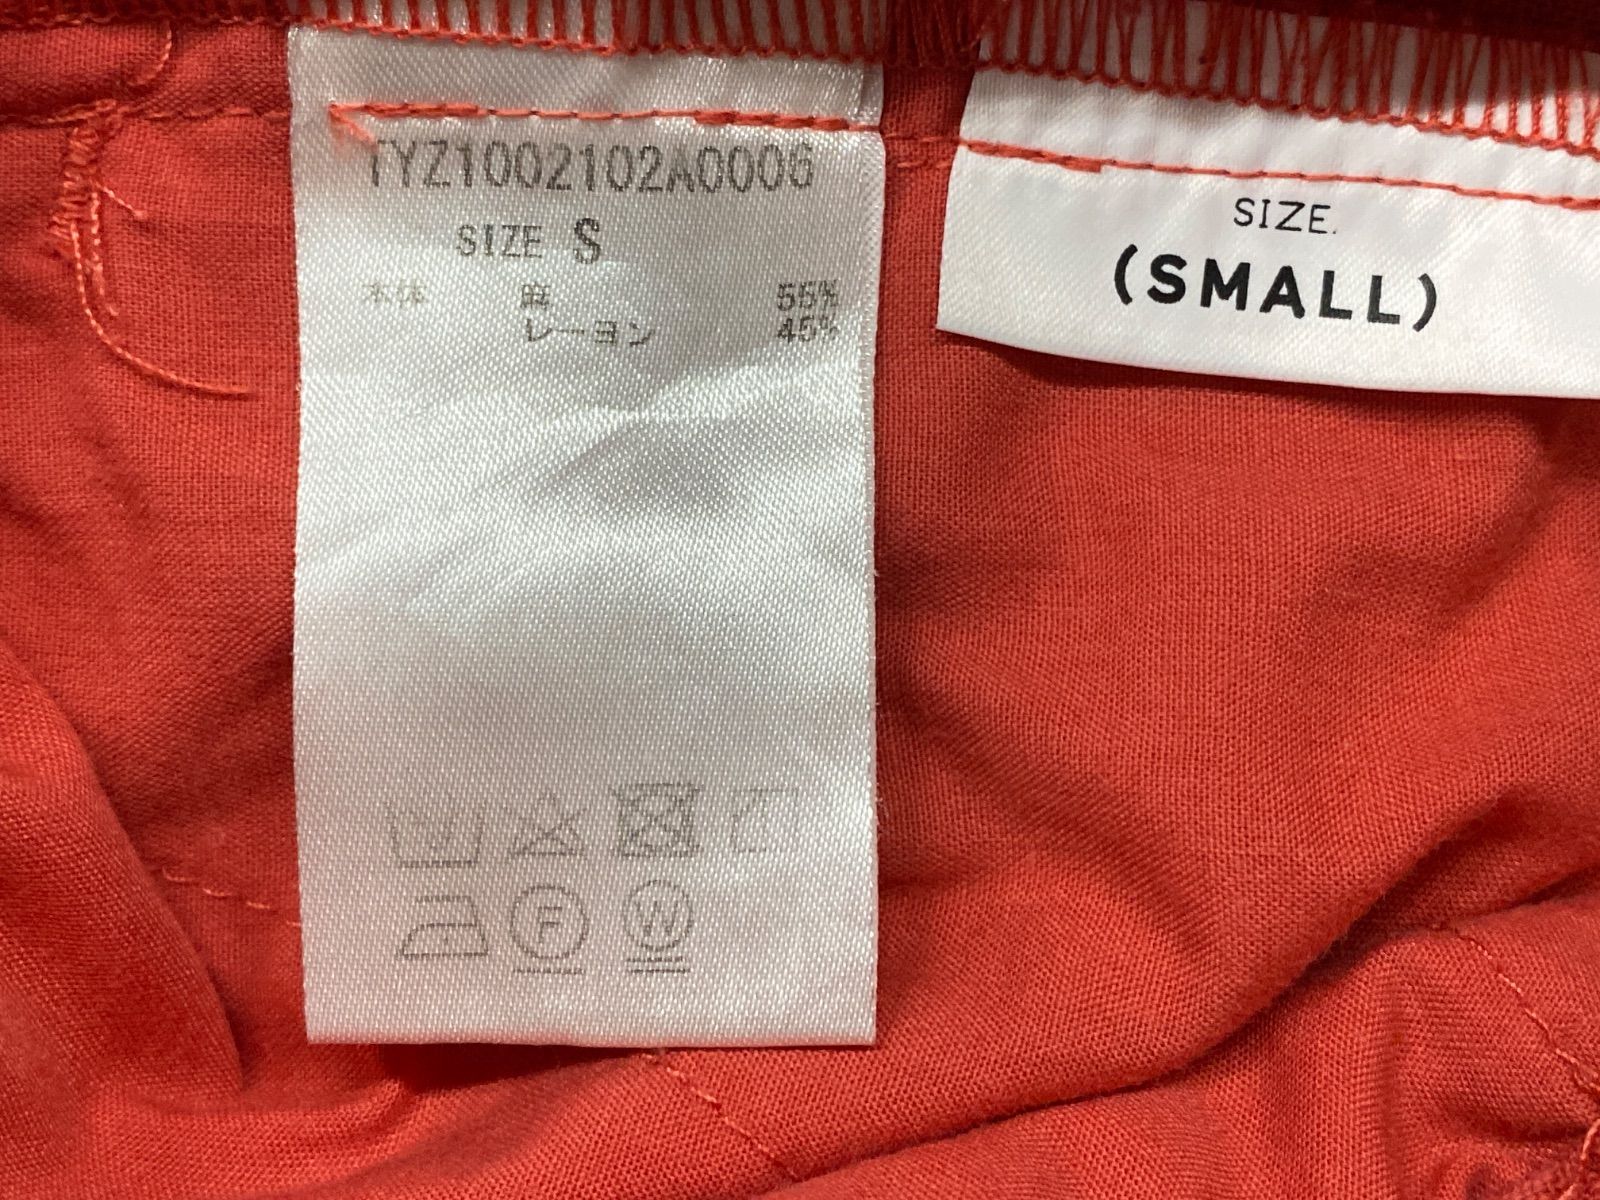 TYZ1002102A0006
SIZE S
本体 麻 55%
レーヨン 45%
F
W
SIZE.
(SMALL)